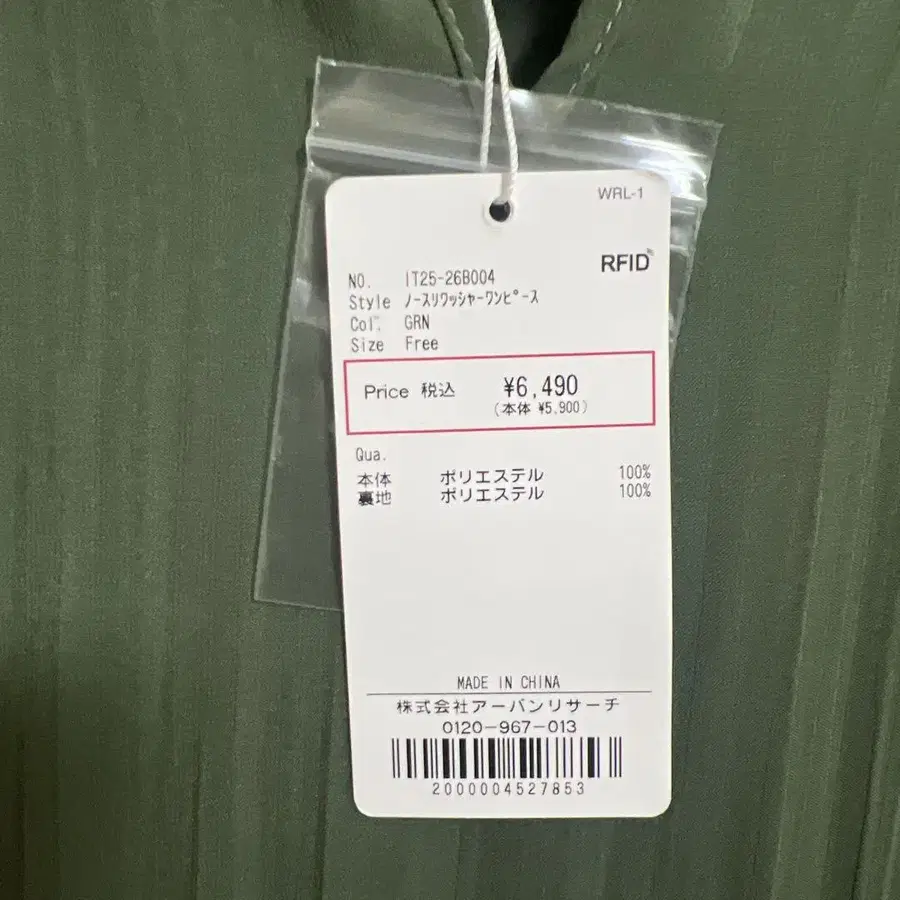 WRL-1
RFID
NO. IT25-26B004
Style ﾉｰｽﾘﾜｯｼｬｰﾜﾝﾋﾟｰｽ
Col. GRN
Size Free
Price 税込 ¥6,490
(本体 ¥5,900)
Qua.
本体 ポリエステル 100%
裏地 ポリエステル 100%
MADE IN CHINA
株式会社アーバンリサーチ
0120-967-013
2000004527853